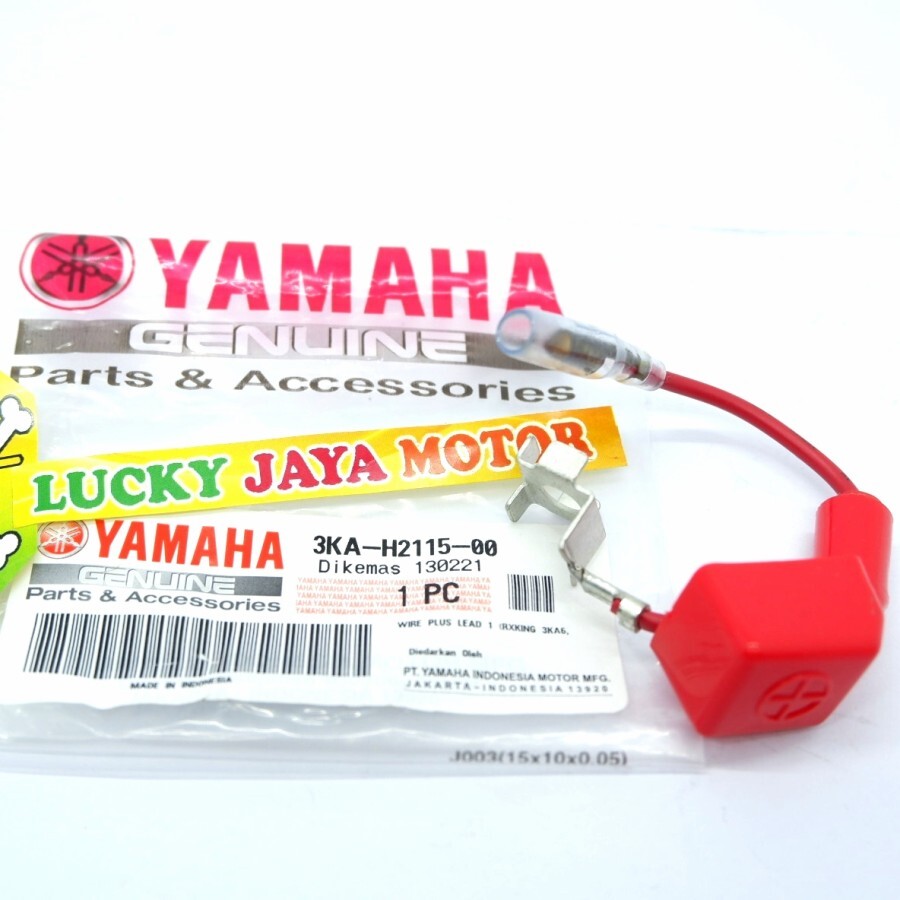 YAMAHA
GENUINE
Parts & Accessories
LUCKY JAYA MOTOR
YAMAHA
GENUINE
Parts & Accessories
3KA-H2115-00
Dikemas 130221
1 PC
WIRE PLUS LEAD 1 (RXKING 3KA6,
Diedarkan Oleh
PT. YAMAHA INDONESIA MOTOR MFG.
JAKARTA-INDONESIA 13920
MADE IN INDONESIA
J003(15x10x0.05)